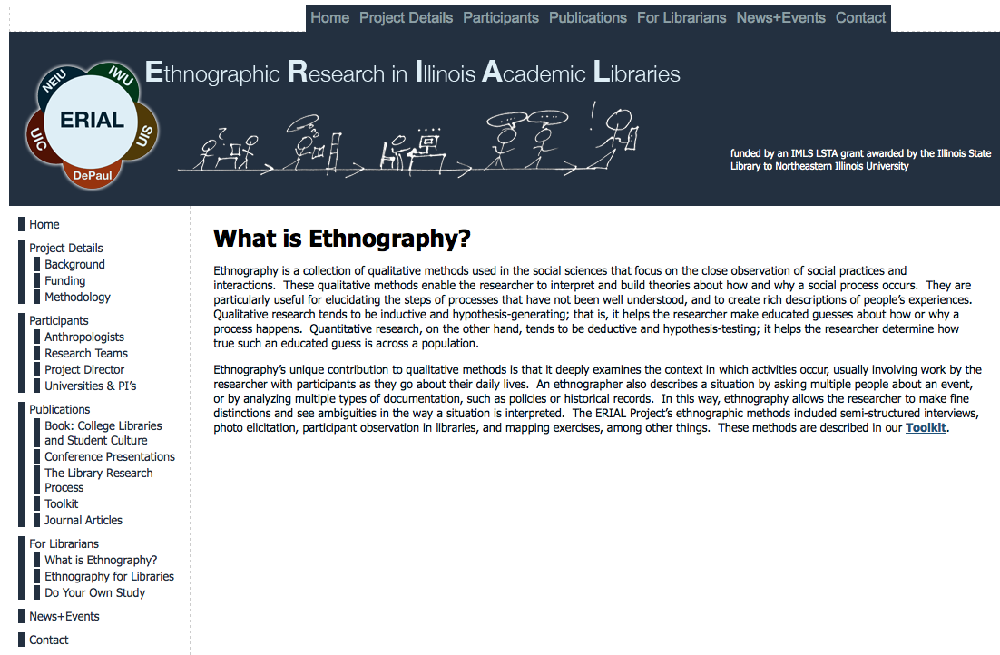 Home Project Details Participants Publications For Librarians News+Events Contact
Ethnographic Research in Illinois Academic Libraries
NEIU
IWU
ERIAL
UIC
UIS
DePaul
?
!
funded by an IMLS LSTA grant awarded by the Illinois State
Library to Northeastern Illinois University
Home
Project Details
Background
Funding
Methodology
Participants
Anthropologists
Research Teams
Project Director
Universities & PI's
Publications
Book: College Libraries
and Student Culture
Conference Presentations
The Library Research
Process
Toolkit
Journal Articles
For Librarians
What is Ethnography?
Ethnography for Libraries
Do Your Own Study
News+Events
Contact
What is Ethnography?
Ethnography is a collection of qualitative methods used in the social sciences that focus on the close observation of social practices and
interactions.  These qualitative methods enable the researcher to interpret and build theories about how and why a social process occurs.  They are
particularly useful for elucidating the steps of processes that have not been well understood, and to create rich descriptions of people's experiences.
Qualitative research tends to be inductive and hypothesis-generating; that is, it helps the researcher make educated guesses about how or why a
process happens.  Quantitative research, on the other hand, tends to be deductive and hypothesis-testing; it helps the researcher determine how
true such an educated guess is across a population.
Ethnography's unique contribution to qualitative methods is that it deeply examines the context in which activities occur, usually involving work by the
researcher with participants as they go about their daily lives.  An ethnographer also describes a situation by asking multiple people about an event,
or by analyzing multiple types of documentation, such as policies or historical records.  In this way, ethnography allows the researcher to make fine
distinctions and see ambiguities in the way a situation is interpreted.  The ERIAL Project's ethnographic methods included semi-structured interviews,
photo elicitation, participant observation in libraries, and mapping exercises, among other things.  These methods are described in our Toolkit.